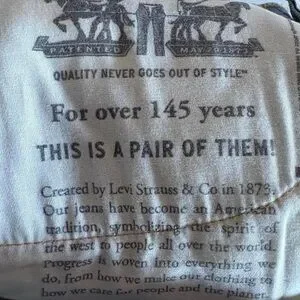 PATENTED MAY 20 1873
QUALITY NEVER GOES OUT OF STYLE™
For over 145 years
THIS IS A PAIR OF THEM!
Created by Levi Strauss & Co in 1873.
Our jeans have become an American
tradition, symbolizing the spirit of
the west to people all over the world.
Progress is woven into everything we
do, from how we make our clothing to
how we care for people and the planet.